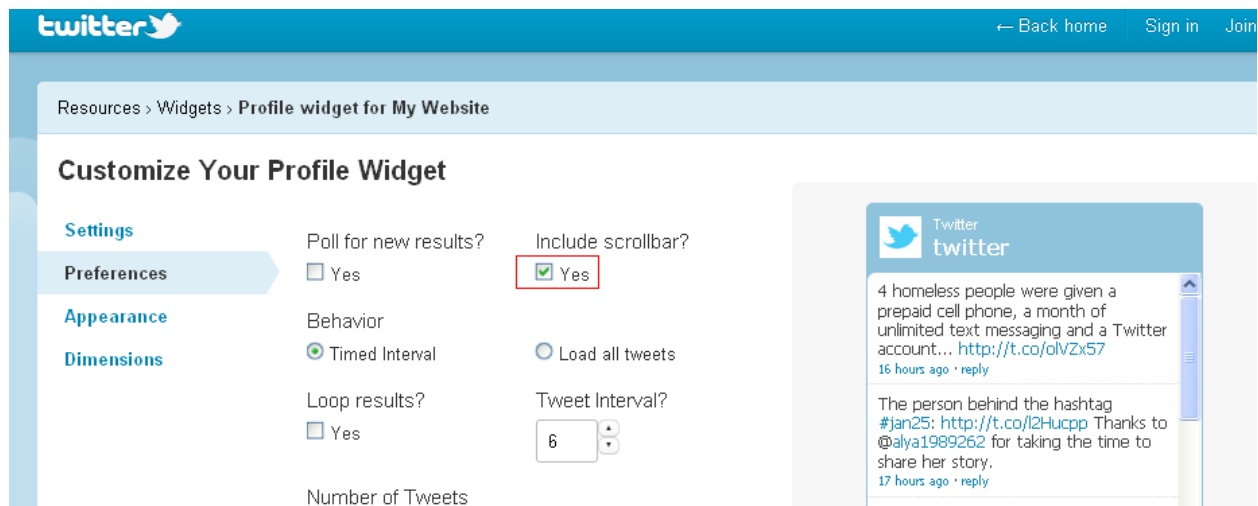 twitter
← Back home Sign in Join
Resources › Widgets › Profile widget for My Website
Customize Your Profile Widget
Settings
Preferences
Appearance
Dimensions
Poll for new results?
Yes
Include scrollbar?
Yes
Behavior
Timed Interval
Load all tweets
Loop results?
Yes
Tweet Interval?
6
Number of Tweets
Twitter
twitter
4 homeless people were given a
prepaid cell phone, a month of
unlimited text messaging and a Twitter
account... http://t.co/olVZx57
16 hours ago · reply
The person behind the hashtag
#jan25: http://t.co/l2Hucpp Thanks to
@alya1989262 for taking the time to
share her story.
17 hours ago · reply